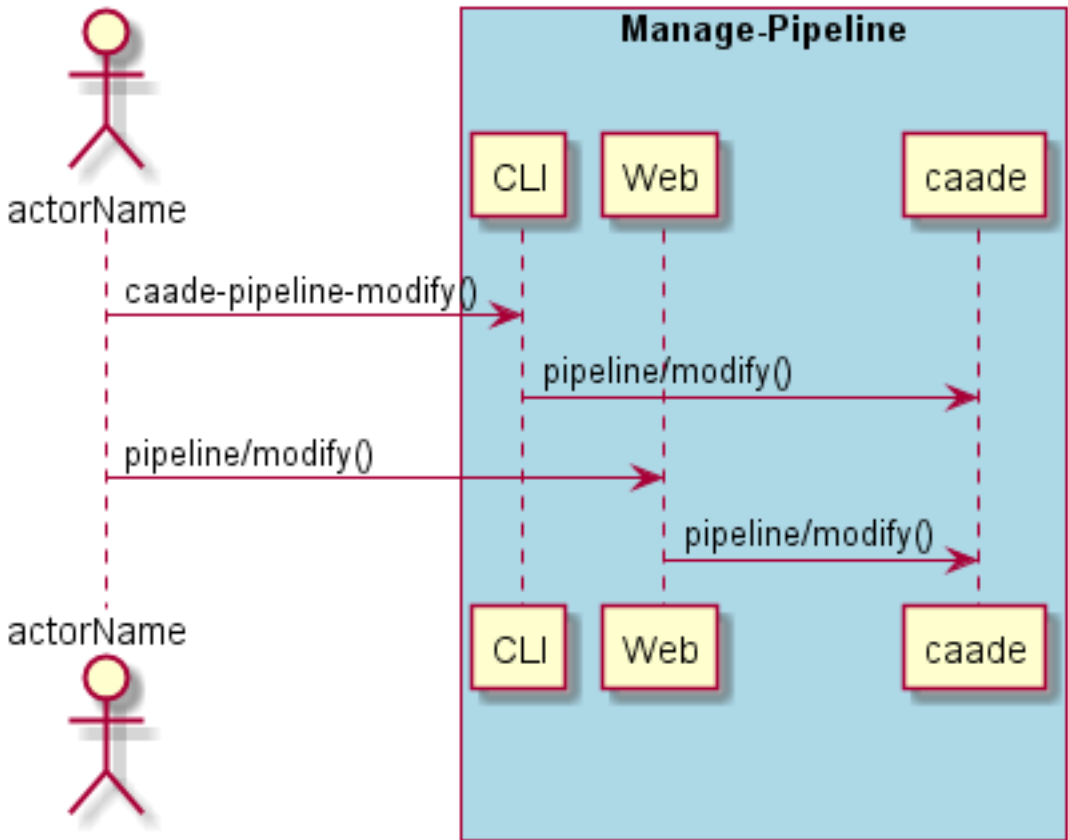 Manage-Pipeline
actorName
CLI
Web
caade
caade-pipeline-modify()
pipeline/modify()
pipeline/modify()
pipeline/modify()
actorName
CLI
Web
caade